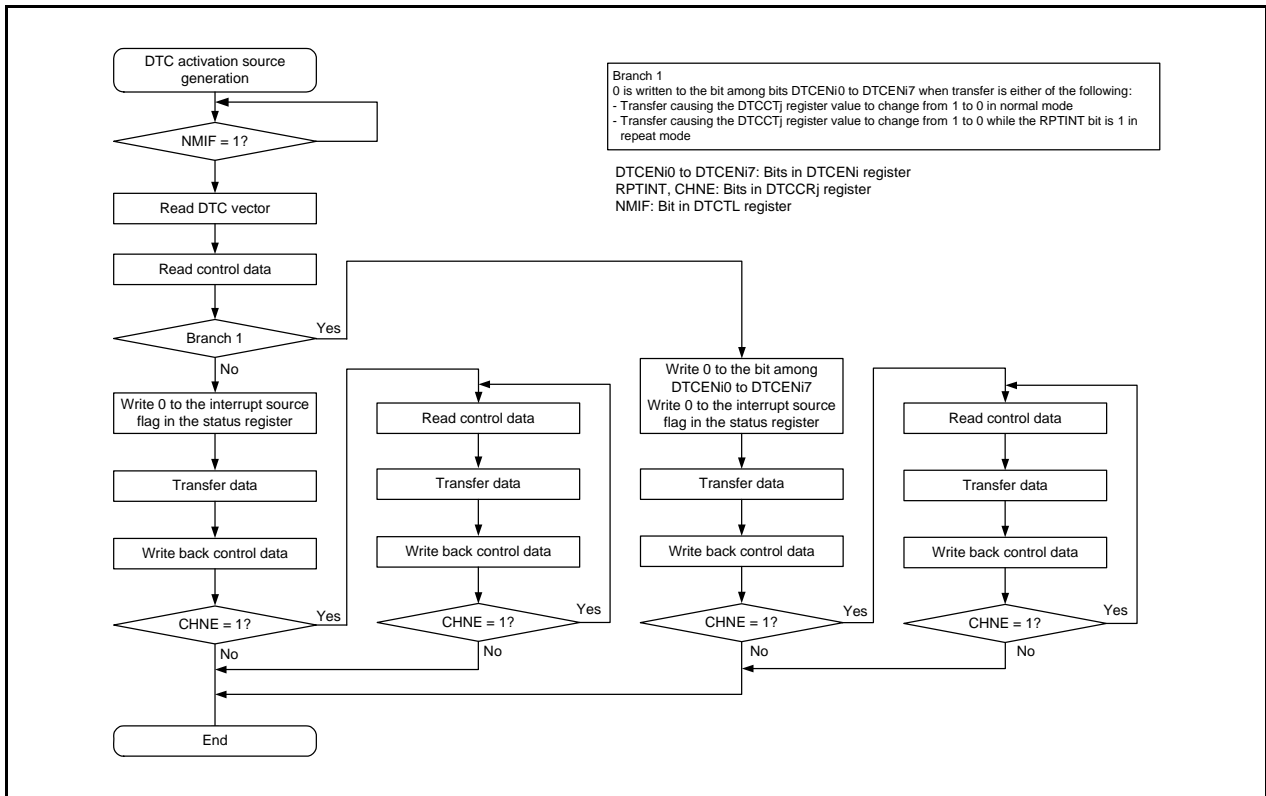 DTC activation source
generation
NMIF = 1?
Read DTC vector
Read control data
Branch 1
Yes
No
Write 0 to the interrupt source
flag in the status register
Transfer data
Write back control data
CHNE = 1?
Yes
No
End
Read control data
Transfer data
Write back control data
CHNE = 1?
Yes
No
Branch 1
0 is written to the bit among bits DTCENi0 to DTCENi7 when transfer is either of the following:
- Transfer causing the DTCCTj register value to change from 1 to 0 in normal mode
- Transfer causing the DTCCTj register value to change from 1 to 0 while the RPTINT bit is 1 in
repeat mode
DTCENi0 to DTCENi7: Bits in DTCENi register
RPTINT, CHNE: Bits in DTCCRj register
NMIF: Bit in DTCTL register
Write 0 to the bit among
DTCENi0 to DTCENi7
Write 0 to the interrupt source
flag in the status register
Transfer data
Write back control data
CHNE = 1?
Yes
No
Read control data
Transfer data
Write back control data
CHNE = 1?
Yes
No